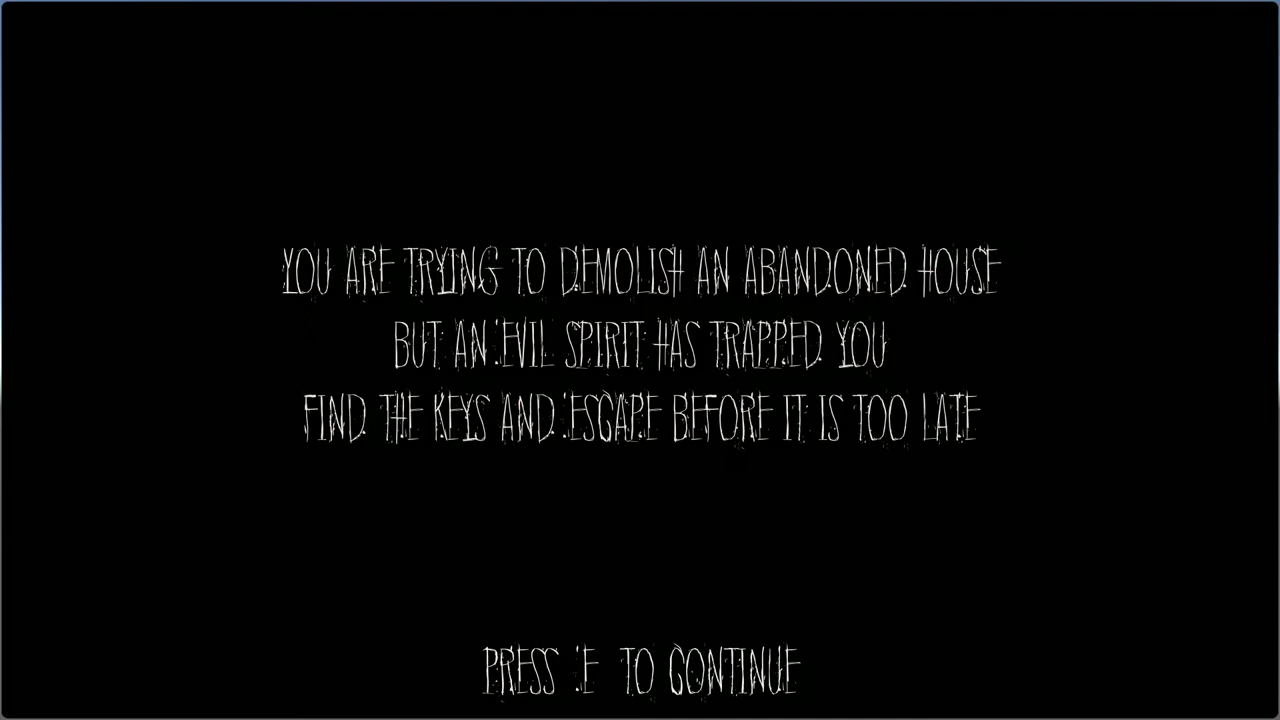 YOU ARE TRYING TO DEMOLISH AN ABANDONED HOUSE
BUT AN EVIL SPIRIT HAS TRAPPED YOU
FIND THE KEYS AND ESCAPE BEFORE IT IS TOO LATE
PRESS E TO CONTINUE